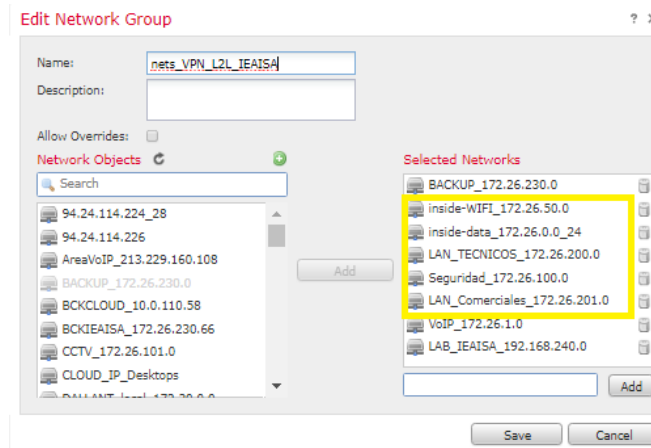 Edit Network Group
?
Name:
nets_VPN_L2L_IEAISA
Description:
Allow Overrides:
Network Objects
Search
94.24.114.224_28
94.24.114.226
AreaVoIP_213.229.160.108
BACKUP_172.26.230.0
BCKCLOUD_10.0.110.58
BCKIEAISA_172.26.230.66
CCTV_172.26.101.0
CLOUD_IP_Desktops
Add
Selected Networks
BACKUP_172.26.230.0
inside-WIFI_172.26.50.0
inside-data_172.26.0.0_24
LAN_TECNICOS_172.26.200.0
Seguridad_172.26.100.0
LAN_Comerciales_172.26.201.0
VoIP_172.26.1.0
LAB_IEAISA_192.168.240.0
Add
Save
Cancel